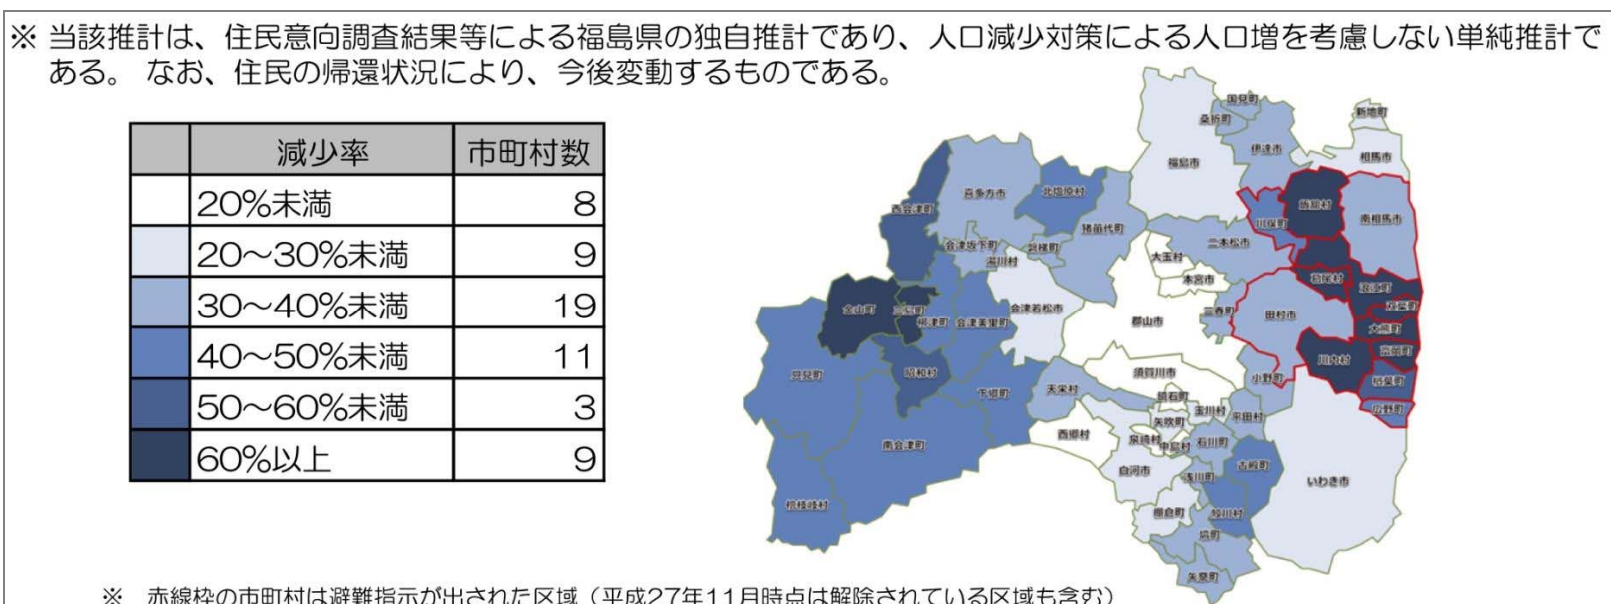 ※ 当該推計は、住民意向調査結果等による福島県の独自推計であり、人口減少対策による人口増を考慮しない単純推計で
ある。 なお、住民の帰還状況により、今後変動するものである。
減少率 市町村数
20%未満 8
20～30%未満 9
30～40%未満 19
40～50%未満 11
50～60%未満 3
60%以上 9
国見町
桑折町
新地町
伊達市
相馬市
福島市
喜多方市
北塩原村
飯舘村
西会津町
川俣町
南相馬市
猪苗代町
二本松市
会津坂下町
磐梯町
湯川村
大玉村
本宮市
葛尾村
浪江町
双葉町
金山町
三島町
柳津町
会津美里町
会津若松市
郡山市
三春町
田村市
大熊町
富岡町
川内村
只見町
昭和村
下郷町
天栄村
須賀川市
小野町
楢葉町
広野町
鏡石町
玉川村
平田村
矢吹町
西郷村
泉崎村
中島村
石川町
南会津町
白河市
浅川町
古殿町
いわき市
檜枝岐村
棚倉町
鮫川村
塙町
矢祭町
※ 赤線枠の市町村は避難指示が出された区域（平成27年11月時点は解除されている区域も含む）